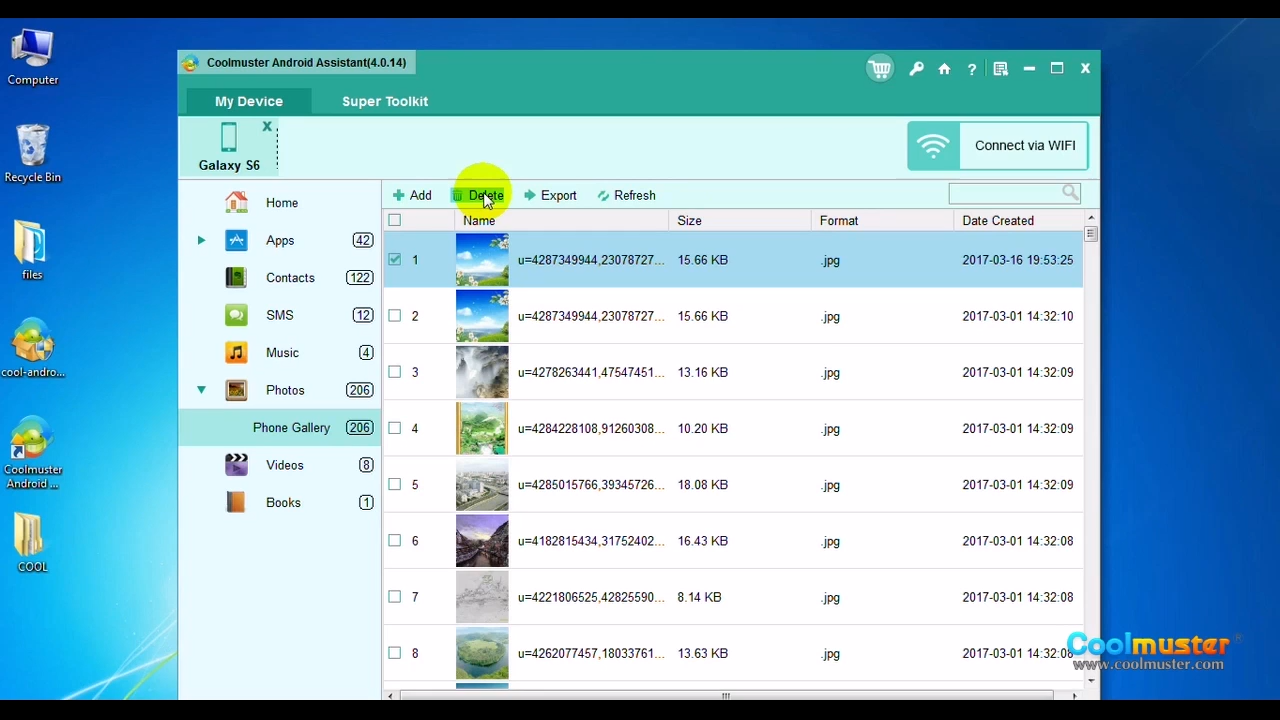 Computer
Recycle Bin
files
cool-andro...
Coolmuster
Android ...
COOL
Coolmuster Android Assistant(4.0.14)
My Device
Super Toolkit
Galaxy S6
X
Connect via WIFI
Home
Apps 42
Contacts 122
SMS 12
Music 4
Photos 206
Phone Gallery 206
Videos 8
Books 1
Add Delete Export Refresh
Name Size Format Date Created
1 u=4287349944,23078727... 15.66 KB .jpg 2017-03-16 19:53:25
2 u=4287349944,23078727... 15.66 KB .jpg 2017-03-01 14:32:10
3 u=4278263441,47547451... 13.16 KB .jpg 2017-03-01 14:32:09
4 u=4284228108,91260308... 10.20 KB .jpg 2017-03-01 14:32:09
5 u=4285015766,39345726... 18.08 KB .jpg 2017-03-01 14:32:09
6 u=4182815434,31752402... 16.43 KB .jpg 2017-03-01 14:32:08
7 u=4221806525,42825590... 8.14 KB .jpg 2017-03-01 14:32:08
8 u=4262077457,18033761... 13.63 KB .jpg 2017-03-01 14:32:08
Coolmuster®
www.coolmuster.com